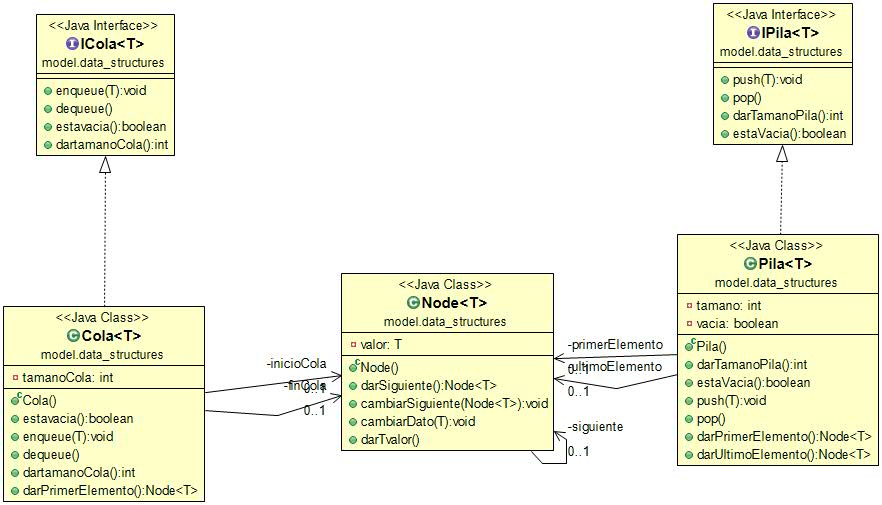 <<Java Interface>>
ICola<T>
model.data_structures
enqueue(T):void
dequeue()
estavacia():boolean
dartamanoCola():int
<<Java Interface>>
IPila<T>
model.data_structures
push(T):void
pop()
darTamanoPila():int
estaVacia():boolean
<<Java Class>>
Cola<T>
model.data_structures
tamanoCola: int
Cola()
estavacia():boolean
enqueue(T):void
dequeue()
dartamanoCola():int
darPrimerElemento():Node<T>
-inicioCola
0..1
-finCola
0..1
<<Java Class>>
Node<T>
model.data_structures
valor: T
Node()
darSiguiente():Node<T>
cambiarSiguiente(Node<T>):void
cambiarDato(T):void
darTvalor()
-primerElemento
0..1
-ultimoElemento
0..1
-siguiente
0..1
<<Java Class>>
Pila<T>
model.data_structures
tamano: int
vacia: boolean
Pila()
darTamanoPila():int
estaVacia():boolean
push(T):void
pop()
darPrimerElemento():Node<T>
darUltimoElemento():Node<T>